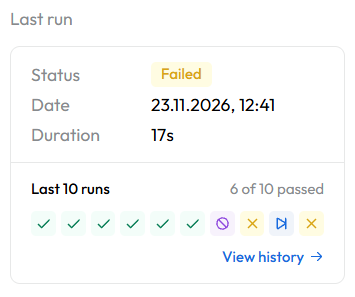 Last run
Status Failed
Date 23.11.2026, 12:41
Duration 17s
Last 10 runs 6 of 10 passed
View history →